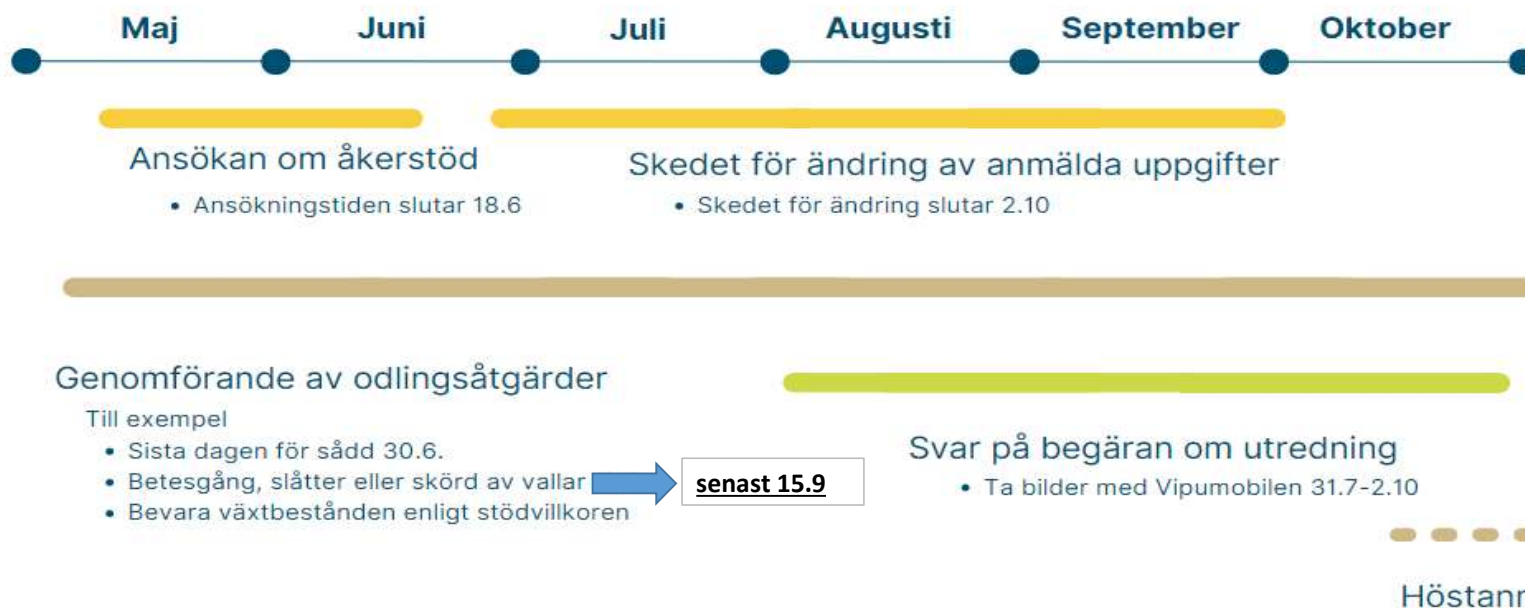 Maj Juni Juli Augusti September Oktober
Ansökan om åkerstöd
• Ansökningstiden slutar 18.6
Skedet för ändring av anmälda uppgifter
• Skedet för ändring slutar 2.10
Genomförande av odlingsåtgärder
Till exempel
• Sista dagen för sådd 30.6.
• Betesgång, slåtter eller skörd av vallar
senast 15.9
• Bevara växtbestånden enligt stödvillkoren
Svar på begäran om utredning
• Ta bilder med Vipumobilen 31.7-2.10